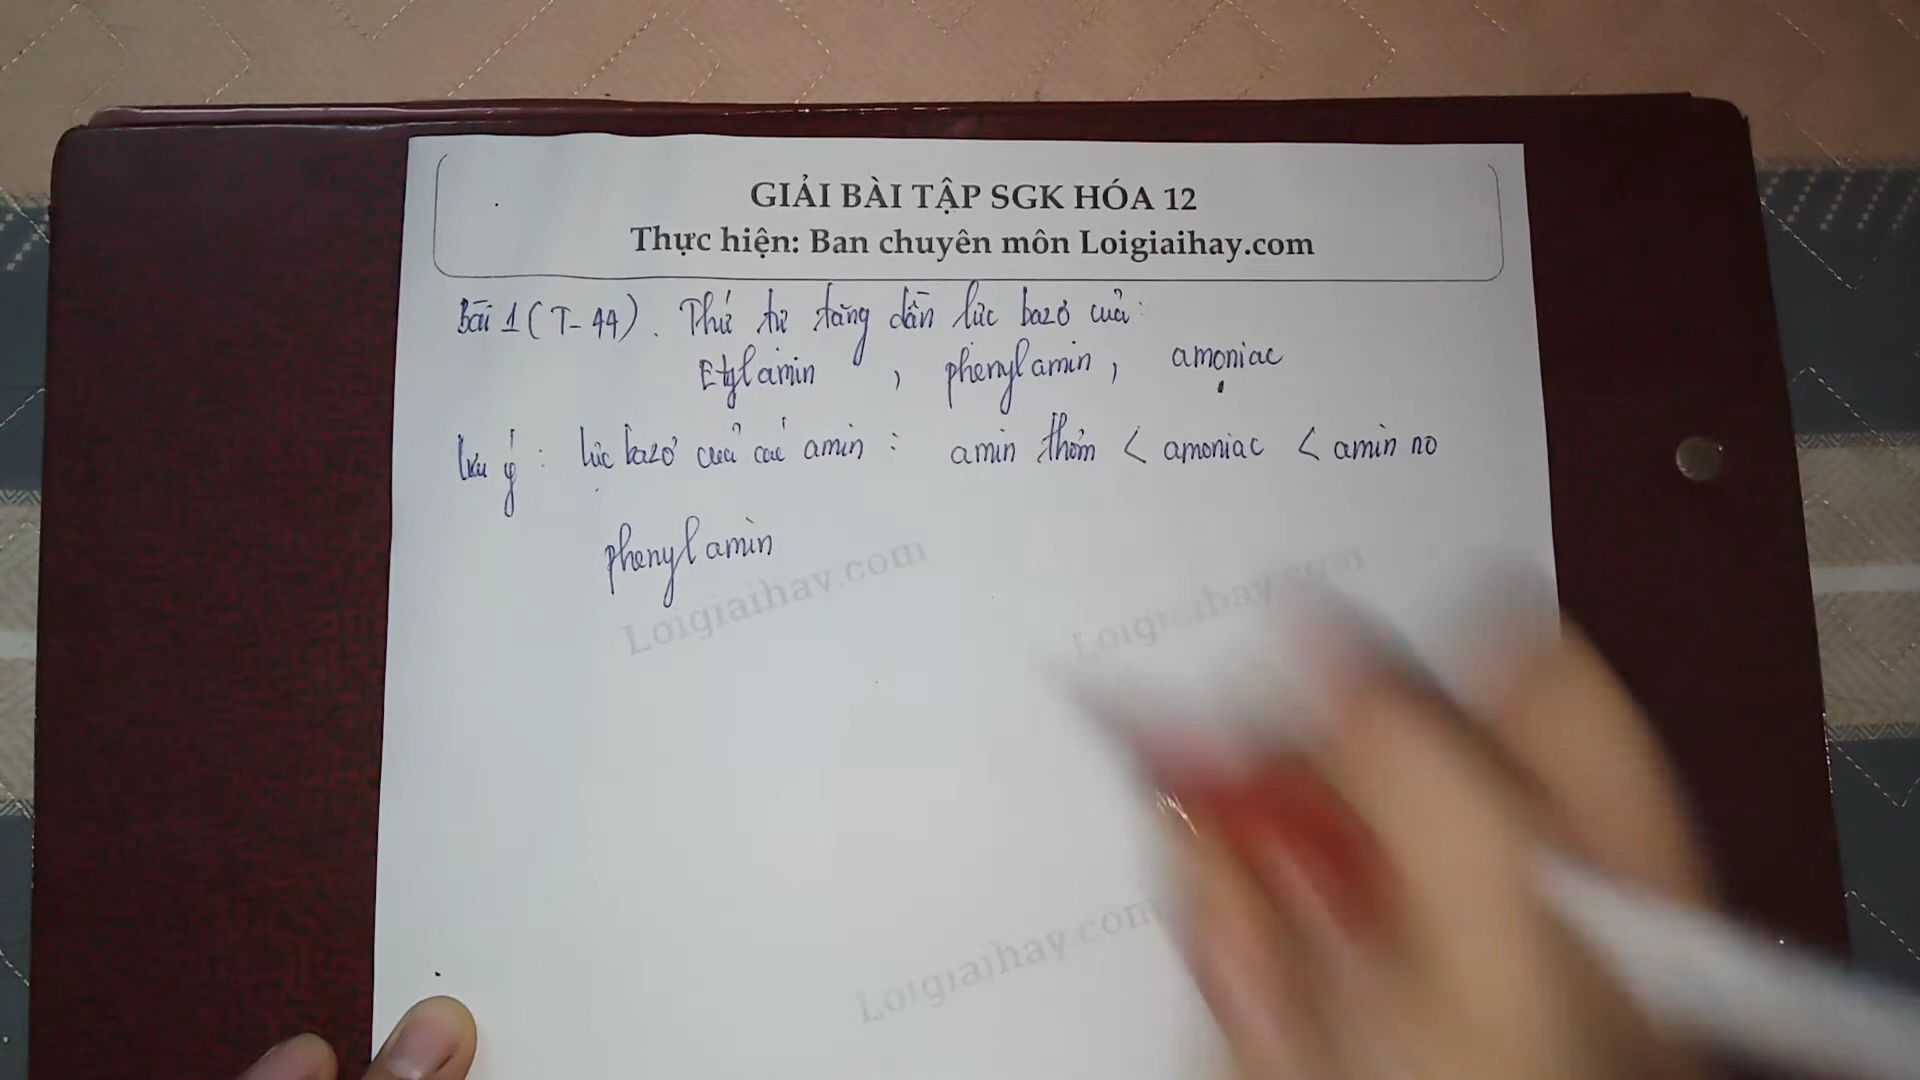 GIẢI BÀI TẬP SGK HÓA 12
Thực hiện: Ban chuyên môn Loigiaihay.com
Bài 1 (T-44). Thứ tự tăng dần lực bazơ của:
Etylamin, phenylamin, amoniac
Lưu ý: lực bazơ của các amin: amin thơm < amoniac < amin no
phenylamin
Loigiaihay.com
Loigiaihay.com
Loigiaihay.com